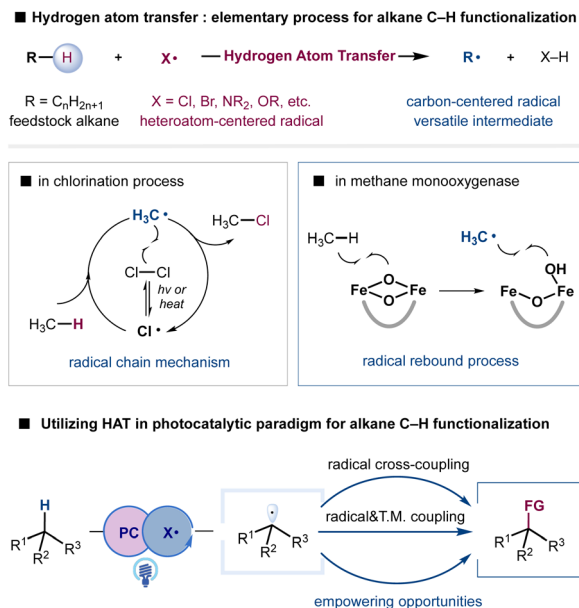 ■ Hydrogen atom transfer : elementary process for alkane C–H functionalization
R—H + X• —Hydrogen Atom Transfer→ R• + X–H
R = CₙH₂ₙ₊₁ X = Cl, Br, NR₂, OR, etc. carbon-centered radical
feedstock alkane heteroatom-centered radical versatile intermediate
■ in chlorination process
H₃C•
H₃C–Cl
Cl—Cl
hv or
heat
H₃C–H
Cl•
radical chain mechanism
■ in methane monooxygenase
H₃C–H
H₃C•
O
Fe Fe
O
OH
Fe Fe
O
radical rebound process
■ Utilizing HAT in photocatalytic paradigm for alkane C–H functionalization
H
R¹ R² R³
PC X•
•
R¹ R² R³
radical cross-coupling
radical&T.M. coupling
empowering opportunities
FG
R¹ R² R³